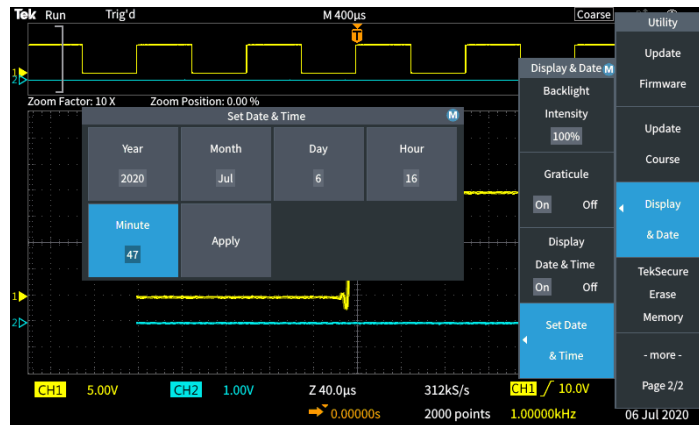 Tek Run Trig'd M 400µs Coarse
Utility
Update
Firmware
Update
Course
Display
& Date
TekSecure
Erase
Memory
- more -
Page 2/2
T
1
2
Zoom Factor: 10 X Zoom Position: 0.00 %
Display & Date M
Backlight
Intensity
100%
Graticule
On Off
Display
Date & Time
On Off
Set Date
& Time
Set Date & Time M
Year Month Day Hour
2020 Jul 6 16
Minute
47
Apply
1
2
CH1 5.00V CH2 1.00V Z 40.0µs 312kS/s CH1 10.0V
0.00000s 2000 points 1.00000kHz 06 Jul 2020